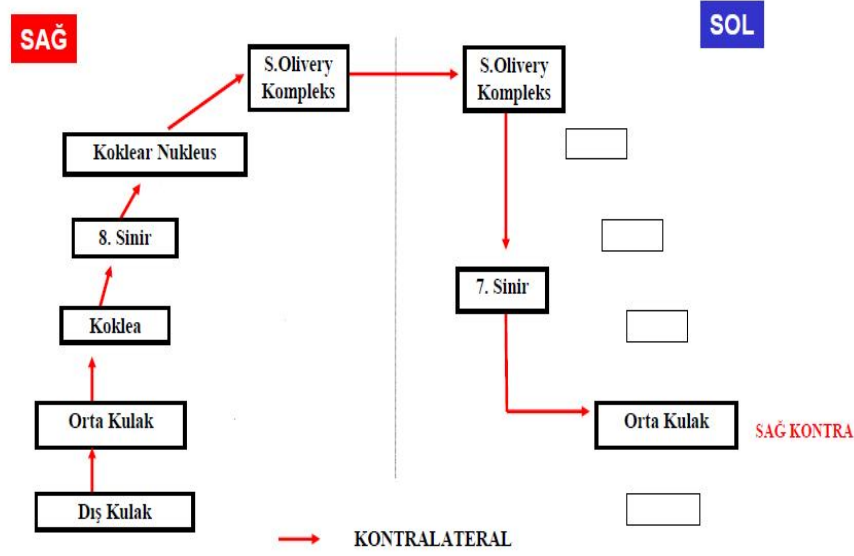 SAĞ
SOL
S.Olivery
Kompleks
S.Olivery
Kompleks
Koklear Nukleus
8. Sinir
7. Sinir
Koklea
Orta Kulak
Orta Kulak
SAĞ KONTRA
Dış Kulak
KONTRALATERAL